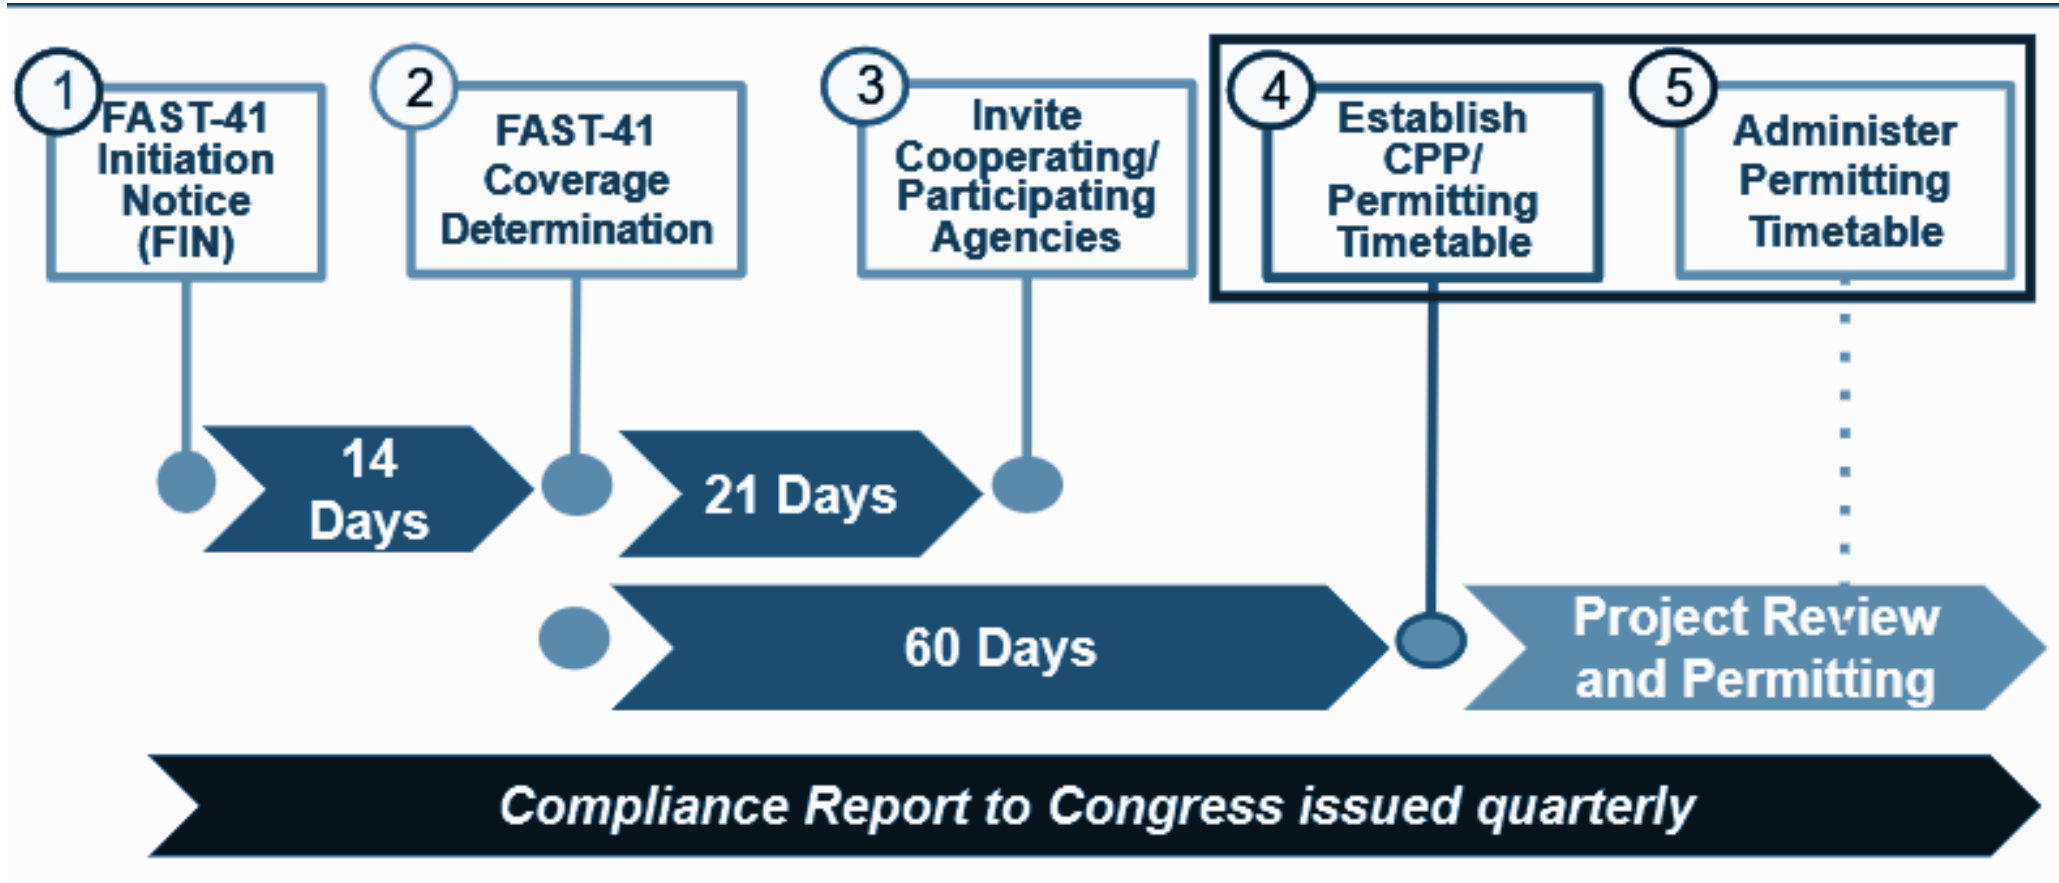 1
FAST-41
Initiation
Notice
(FIN)
2
FAST-41
Coverage
Determination
3
Invite
Cooperating/
Participating
Agencies
4
Establish
CPP/
Permitting
Timetable
5
Administer
Permitting
Timetable
14
Days
21 Days
60 Days
Project Review
and Permitting
Compliance Report to Congress issued quarterly